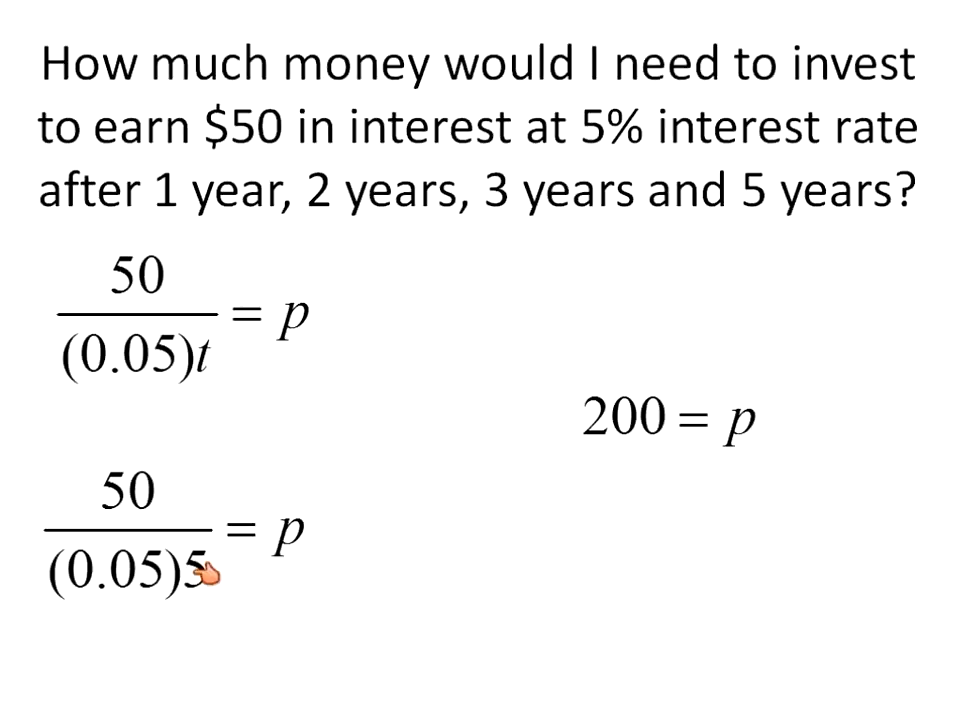 How much money would I need to invest
to earn $50 in interest at 5% interest rate
after 1 year, 2 years, 3 years and 5 years?
50
(0.05)t
= p
200 = p
50
(0.05)5
= p